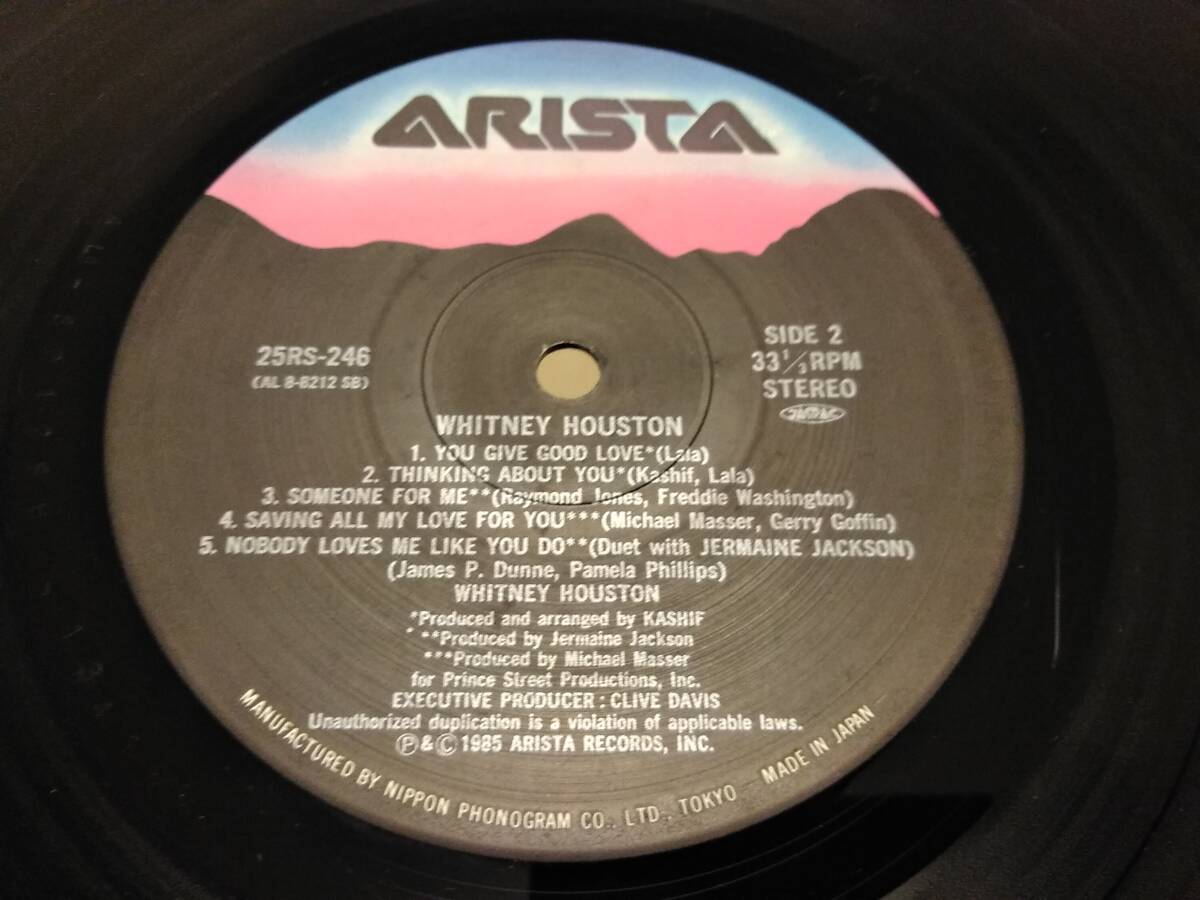 ARISTA
25RS-246
(AL 8-8212 SB)
SIDE 2
33 1/3 RPM
STEREO
JASRAC
WHITNEY HOUSTON
1. YOU GIVE GOOD LOVE*(Lala)
2. THINKING ABOUT YOU*(Kashif, Lala)
3. SOMEONE FOR ME**(Raymond Jones, Freddie Washington)
4. SAVING ALL MY LOVE FOR YOU***(Michael Masser, Gerry Goffin)
5. NOBODY LOVES ME LIKE YOU DO**(Duet with JERMAINE JACKSON)
(James P. Dunne, Pamela Phillips)
WHITNEY HOUSTON
*Produced and arranged by KASHIF
**Produced by Jermaine Jackson
***Produced by Michael Masser
for Prince Street Productions, Inc.
EXECUTIVE PRODUCER : CLIVE DAVIS
Unauthorized duplication is a violation of applicable laws.
Ⓟ&Ⓒ 1985 ARISTA RECORDS, INC.
MANUFACTURED BY NIPPON PHONOGRAM CO., LTD., TOKYO MADE IN JAPAN